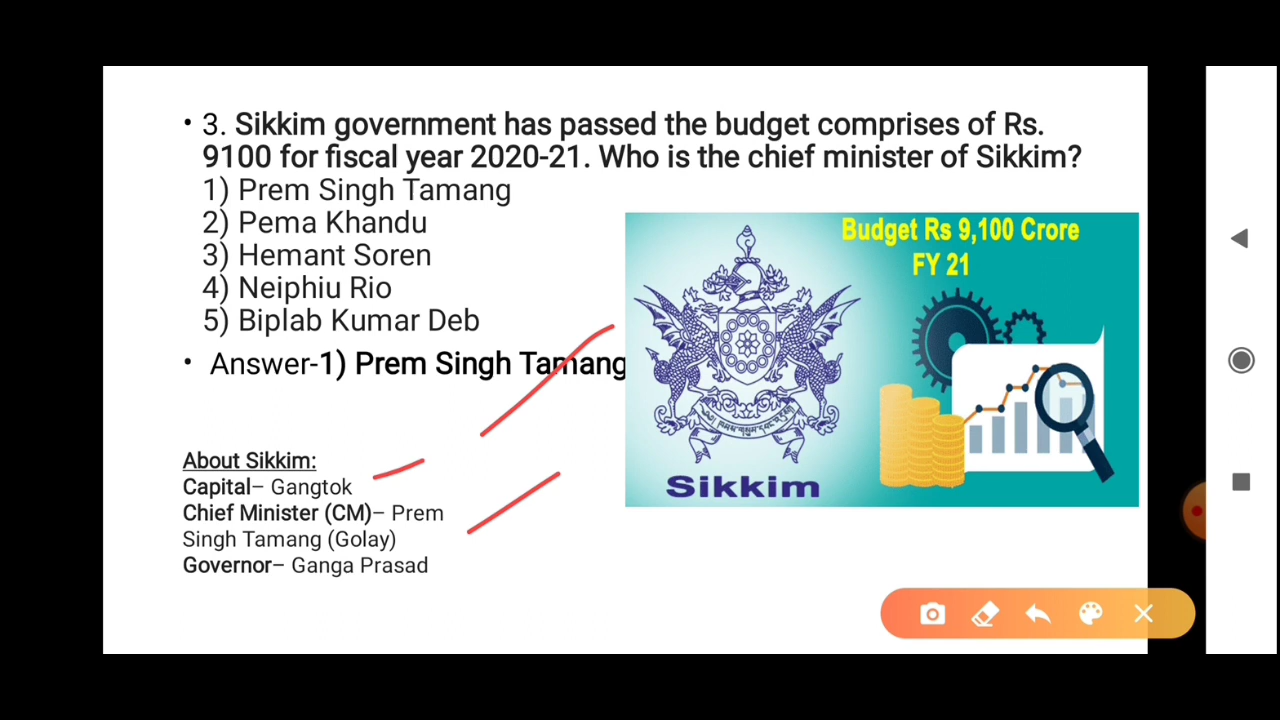 • 3. Sikkim government has passed the budget comprises of Rs.
9100 for fiscal year 2020-21. Who is the chief minister of Sikkim?
1) Prem Singh Tamang
2) Pema Khandu
3) Hemant Soren
4) Neiphiu Rio
5) Biplab Kumar Deb
• Answer-1) Prem Singh Tamang
Budget Rs 9,100 Crore
FY 21
Sikkim
About Sikkim:
Capital– Gangtok
Chief Minister (CM)– Prem
Singh Tamang (Golay)
Governor– Ganga Prasad